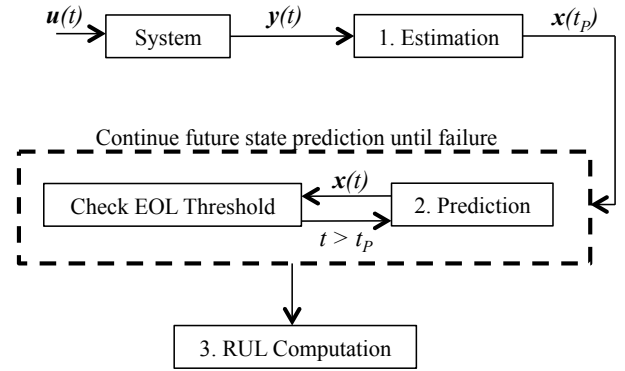 u(t)
System
y(t)
1. Estimation
x(t_P)
Continue future state prediction until failure
Check EOL Threshold
x(t)
2. Prediction
t > t_P
3. RUL Computation